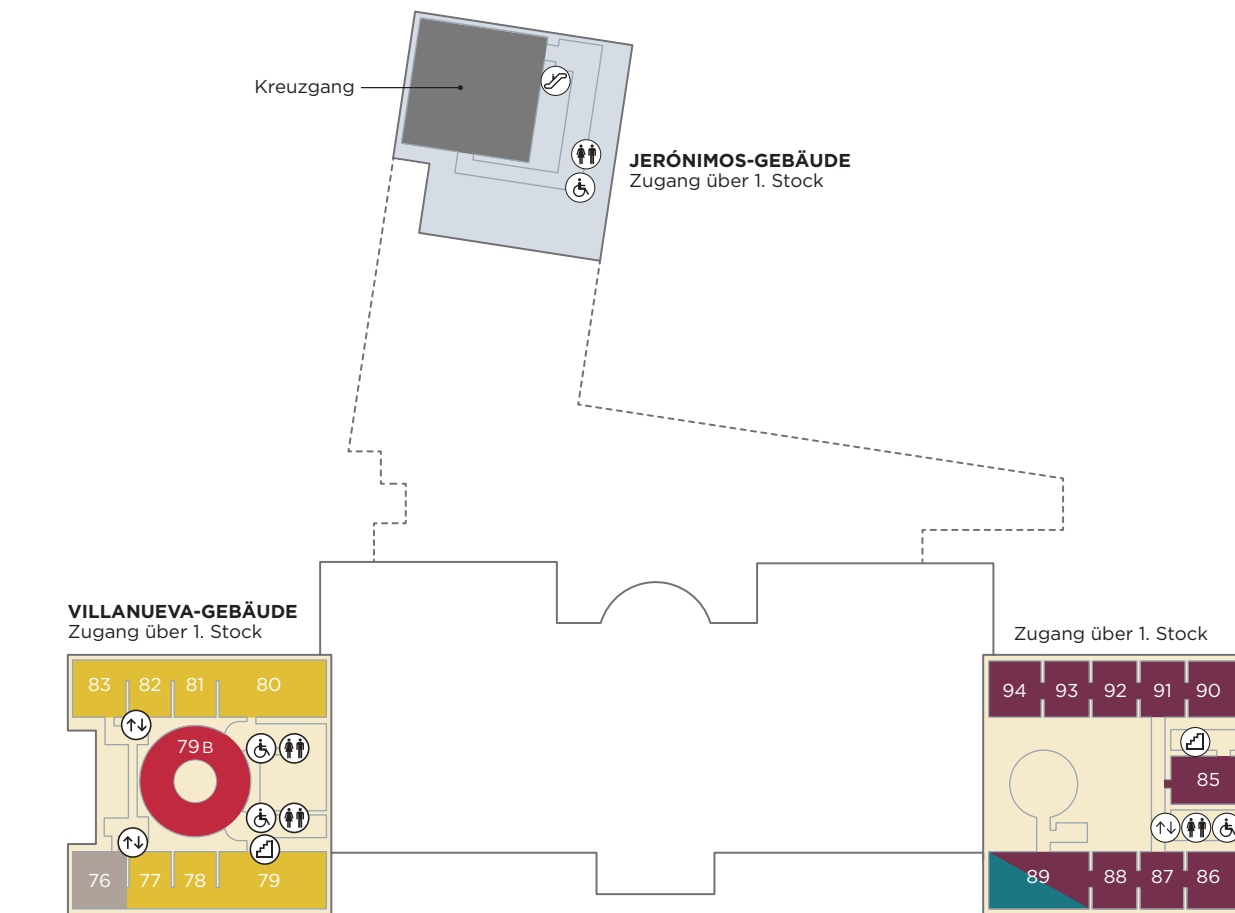 Kreuzgang
JERÓNIMOS-GEBÄUDE
Zugang über 1. Stock
VILLANUEVA-GEBÄUDE
Zugang über 1. Stock
Zugang über 1. Stock
83 82 81 80
94 93 92 91 90
79 B
85
76 77 78 79
89 88 87 86